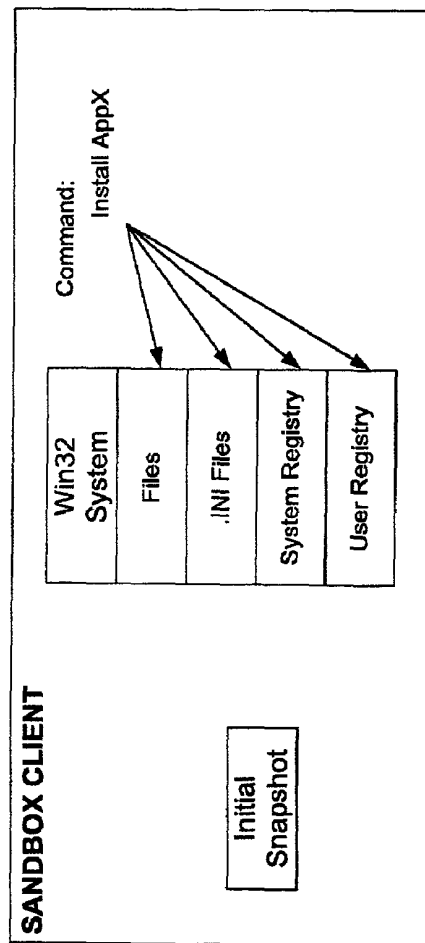 SANDBOX CLIENT
Initial
Snapshot
Win32
System
Files
.INI Files
System Registry
User Registry
Command:
Install AppX